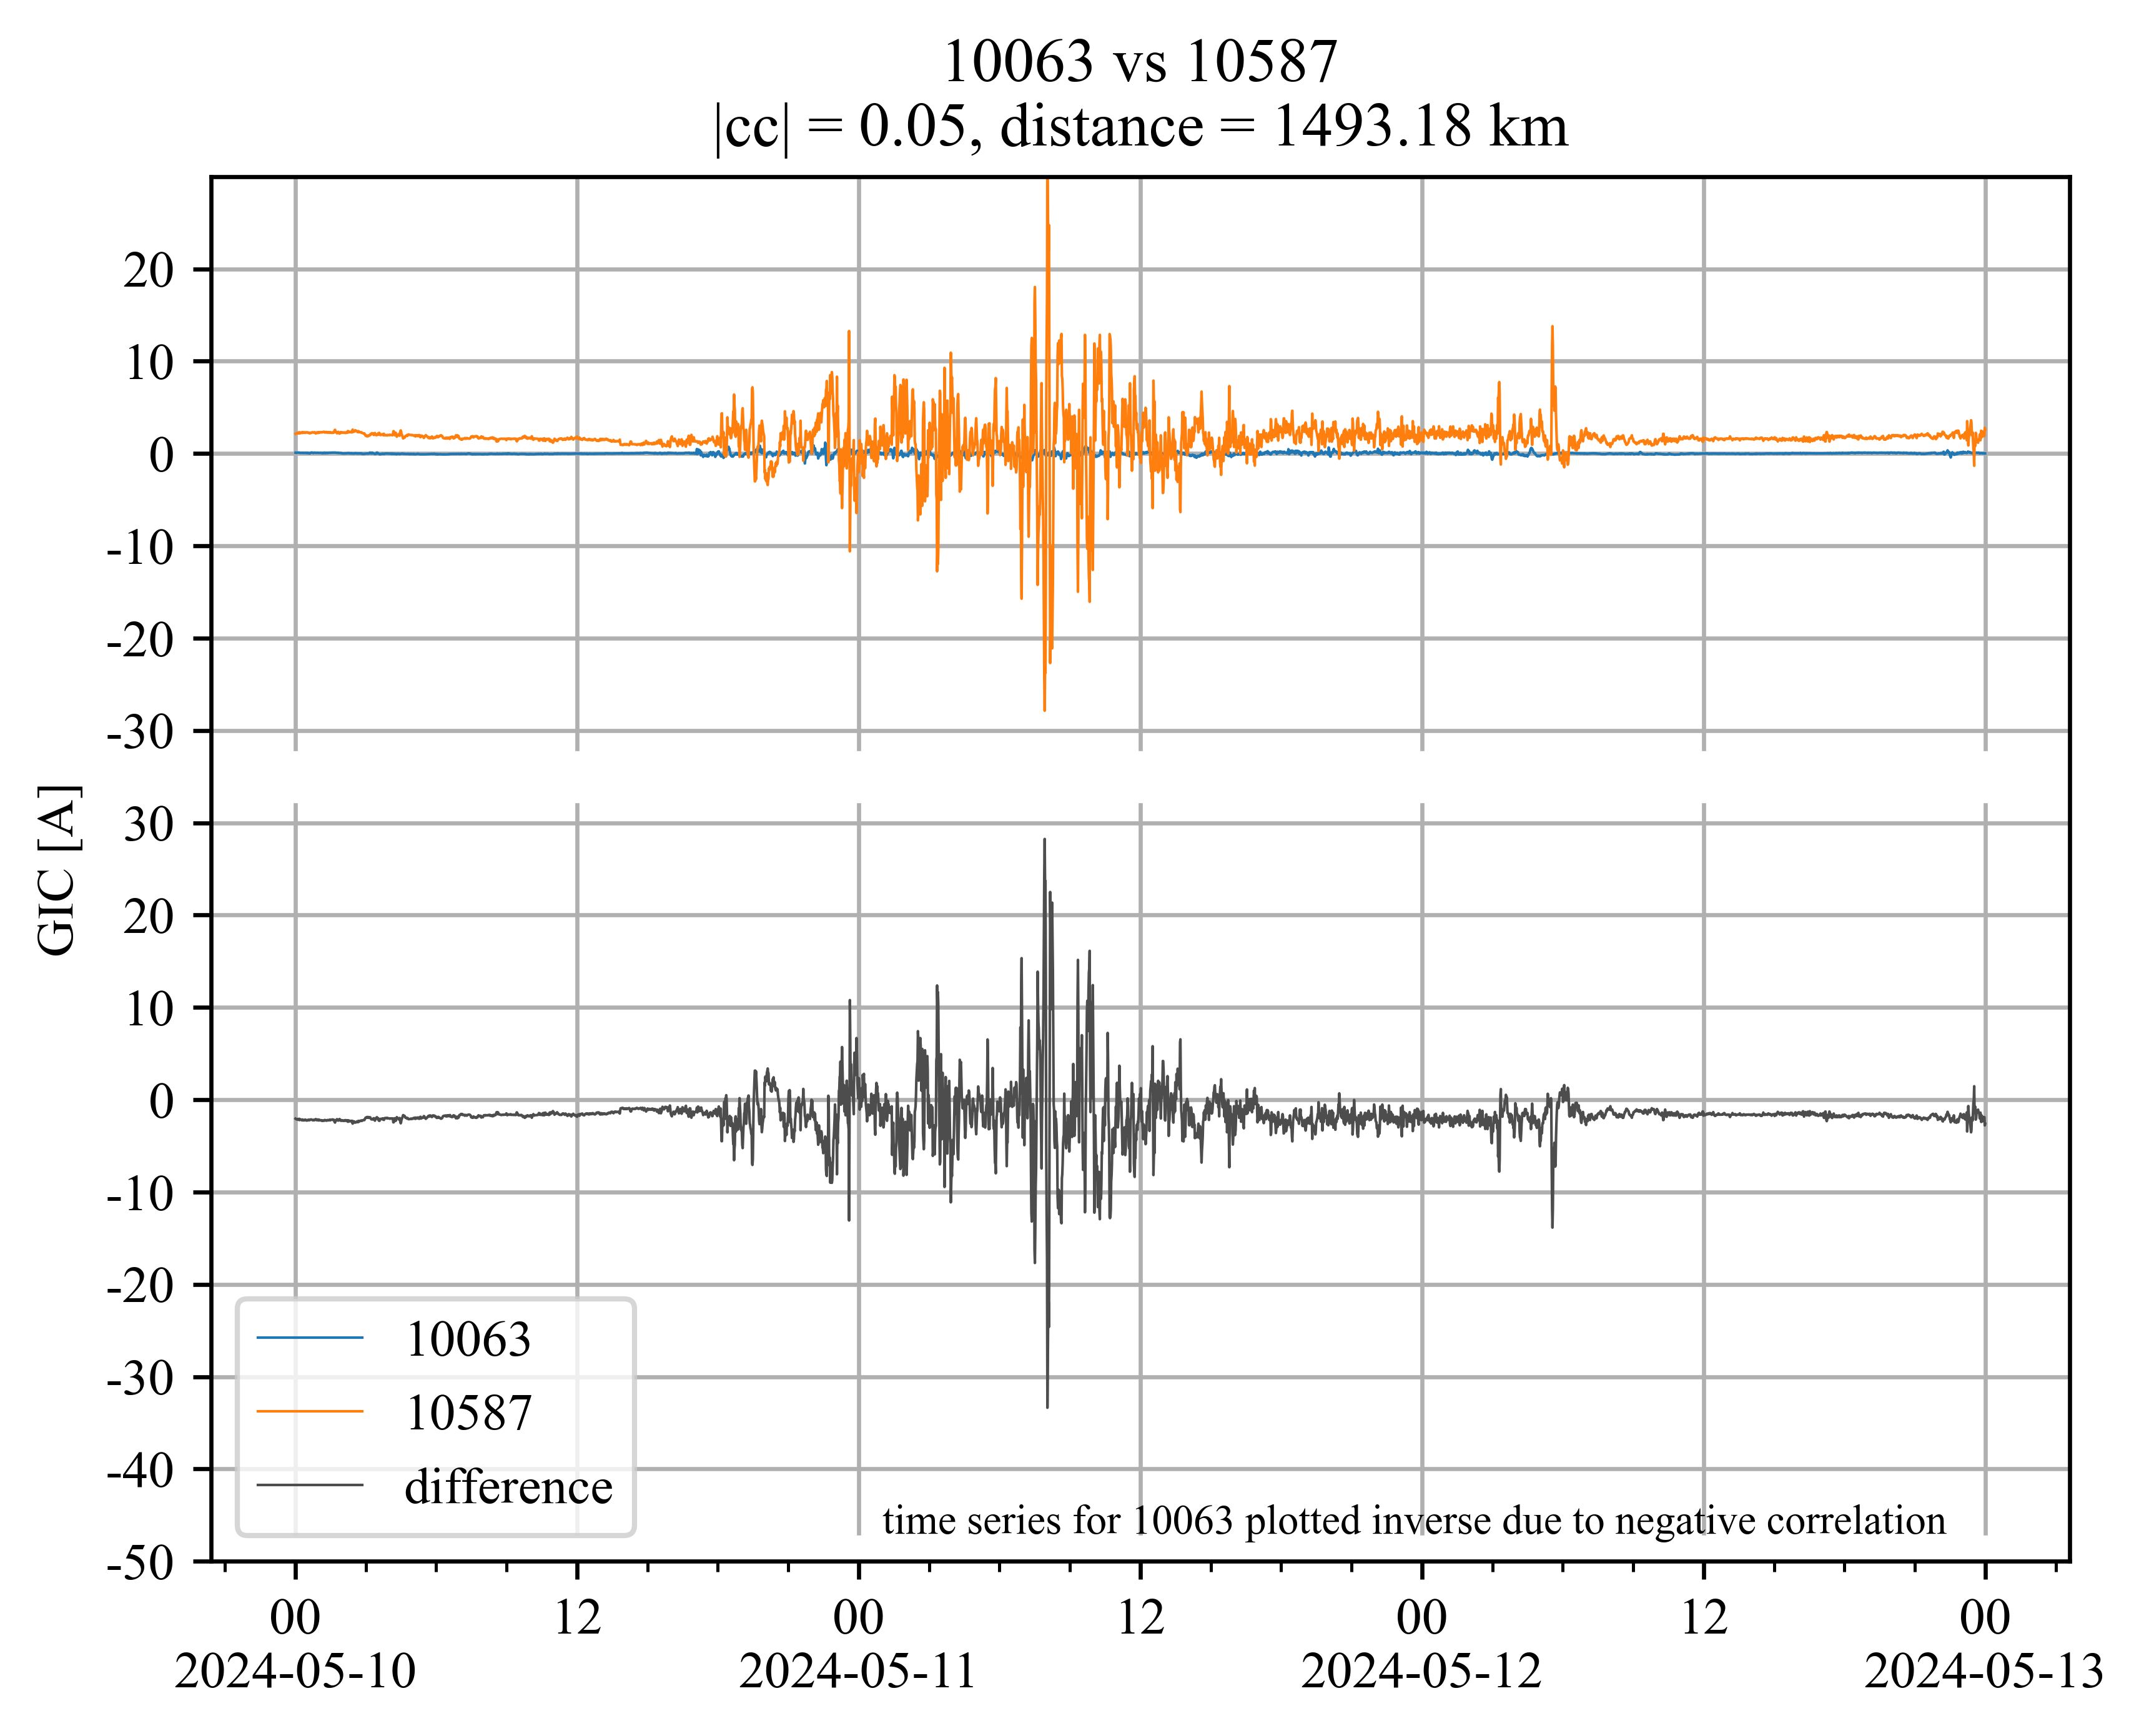 10063 vs 10587
|cc| = 0.05, distance = 1493.18 km
20
10
0
-10
-20
-30
30
20
10
0
-10
-20
-30
-40
-50
GIC [A]
10063
10587
difference
time series for 10063 plotted inverse due to negative correlation
00 12 00 12 00 12 00
2024-05-10 2024-05-11 2024-05-12 2024-05-13